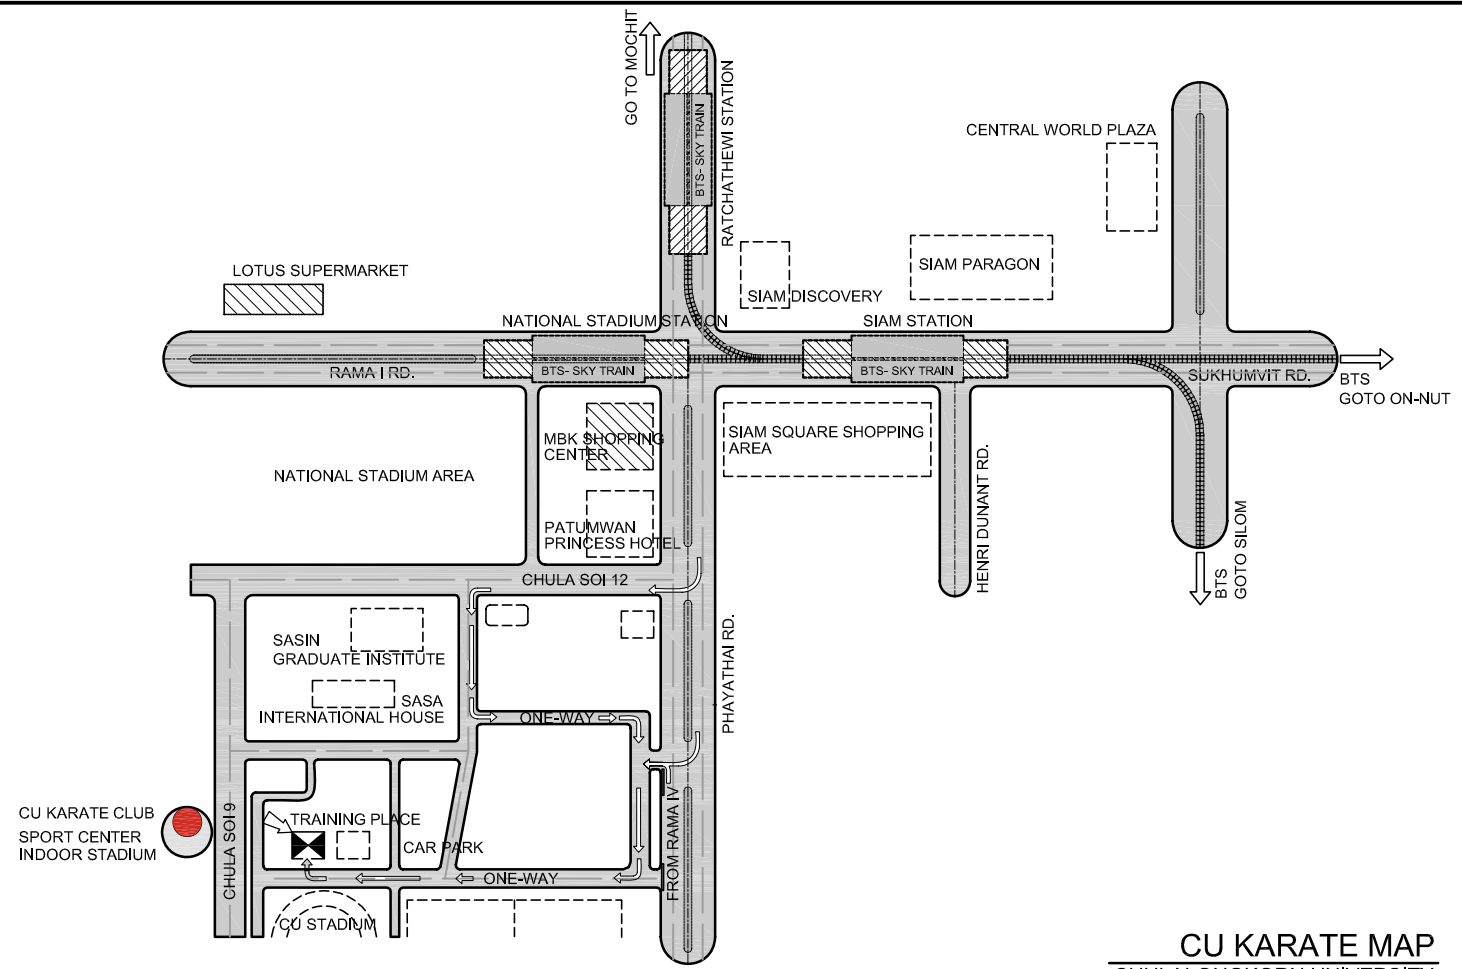 GO TO MOCHIT
BTS- SKY TRAIN
RATCHATHEWI STATION
CENTRAL WORLD PLAZA
LOTUS SUPERMARKET
SIAM PARAGON
SIAM DISCOVERY
NATIONAL STADIUM STATION
SIAM STATION
RAMA I RD.
BTS- SKY TRAIN
BTS- SKY TRAIN
SUKHUMVIT RD.
BTS
GOTO ON-NUT
MBK SHOPPING
CENTER
SIAM SQUARE SHOPPING
AREA
NATIONAL STADIUM AREA
HENRI DUNANT RD.
PATUMWAN
PRINCESS HOTEL
BTS
GOTO SILOM
CHULA SOI 12
SASIN
GRADUATE INSTITUTE
PHAYATHAI RD.
SASA
INTERNATIONAL HOUSE
ONE-WAY
CU KARATE CLUB
SPORT CENTER
INDOOR STADIUM
CHULA SOI 9
TRAINING PLACE
CAR PARK
FROM RAMA IV
ONE-WAY
CU STADIUM
CU KARATE MAP
CHULALONGKORN UNIVERSITY